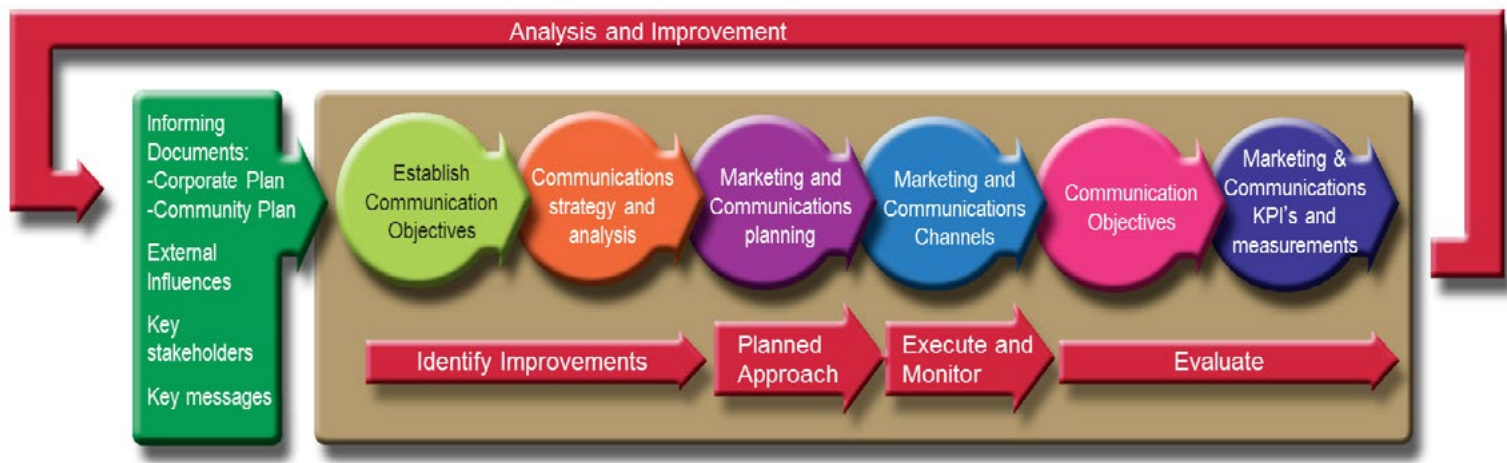 Analysis and Improvement
Informing
Documents:
-Corporate Plan
-Community Plan
External
Influences
Key
stakeholders
Key messages
Establish
Communication
Objectives
Communications
strategy and
analysis
Marketing and
Communications
planning
Marketing and
Communications
Channels
Communication
Objectives
Marketing &
Communications
KPI's and
measurements
Identify Improvements
Planned
Approach
Execute and
Monitor
Evaluate